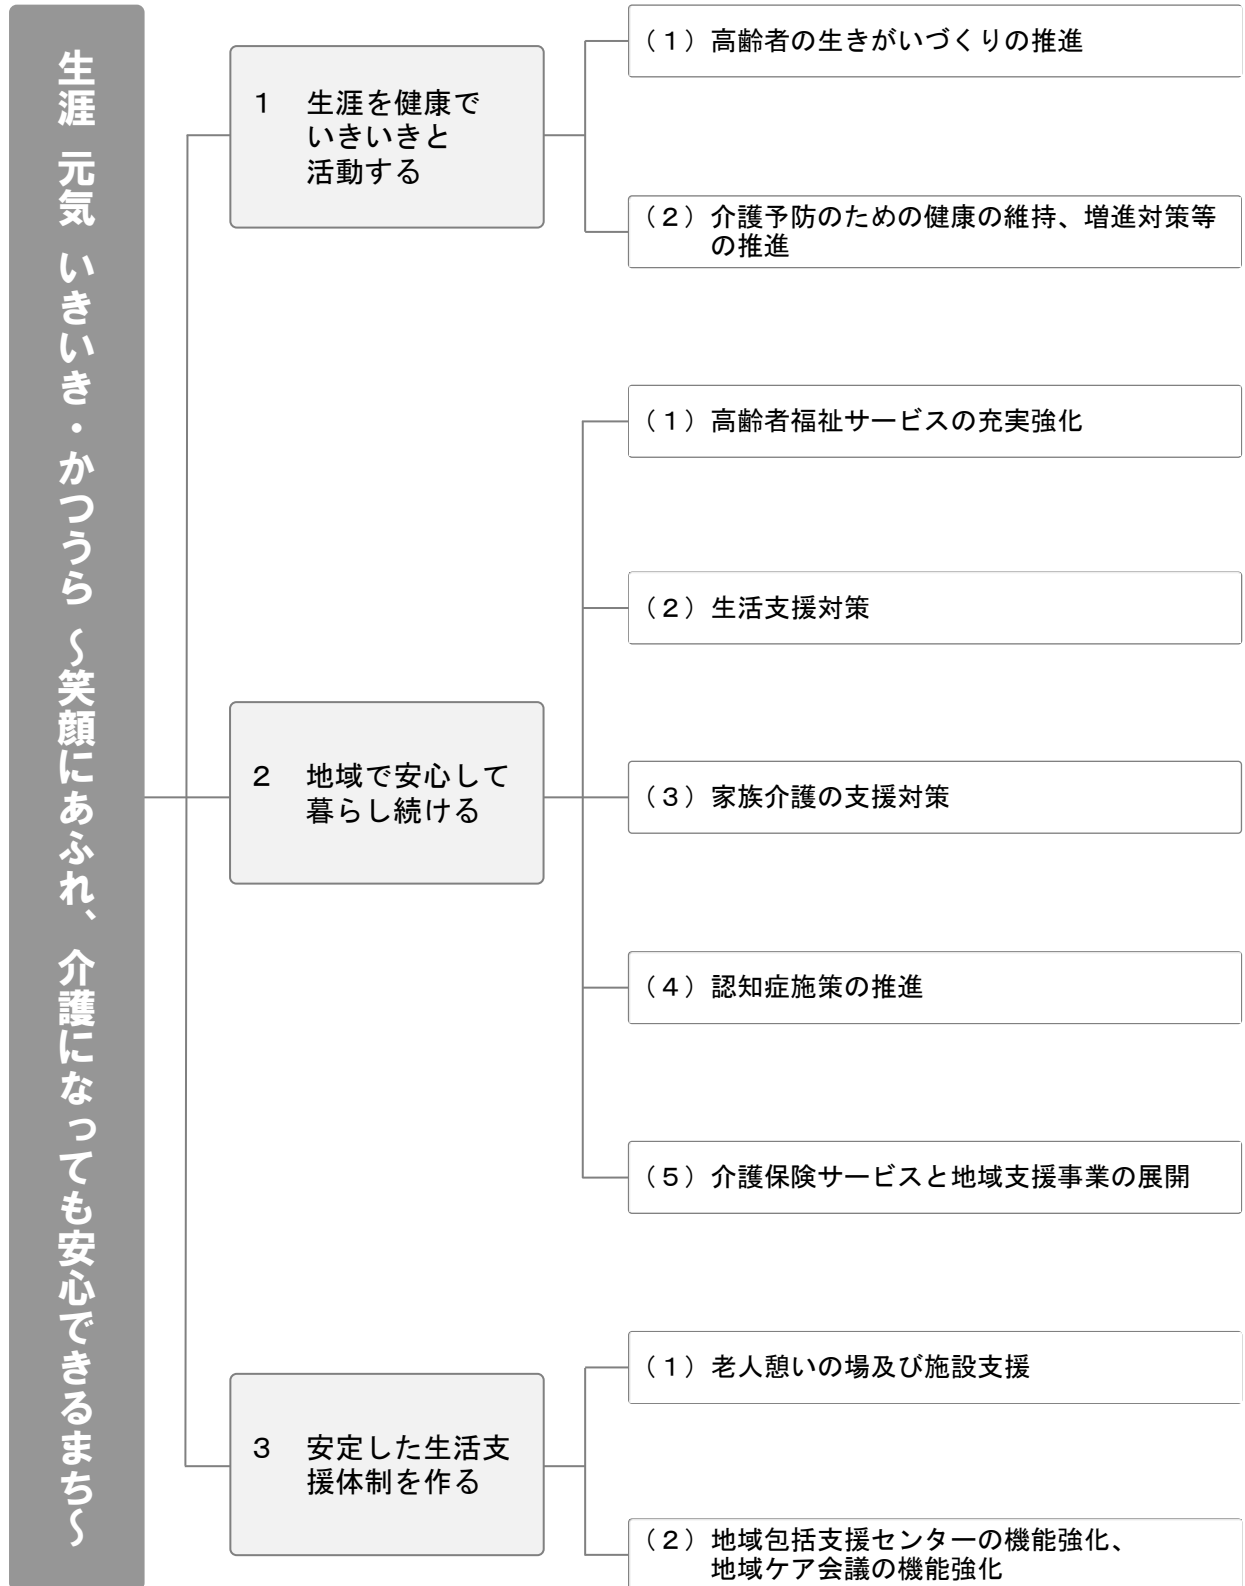 生涯 元気 いきいき・かつうら ～笑顔にあふれ、介護になっても安心できるまち～
1 生涯を健康で
いきいきと
活動する
（1）高齢者の生きがいづくりの推進
（2）介護予防のための健康の維持、増進対策等
の推進
2 地域で安心して
暮らし続ける
（1）高齢者福祉サービスの充実強化
（2）生活支援対策
（3）家族介護の支援対策
（4）認知症施策の推進
（5）介護保険サービスと地域支援事業の展開
3 安定した生活支
援体制を作る
（1）老人憩いの場及び施設支援
（2）地域包括支援センターの機能強化、
地域ケア会議の機能強化